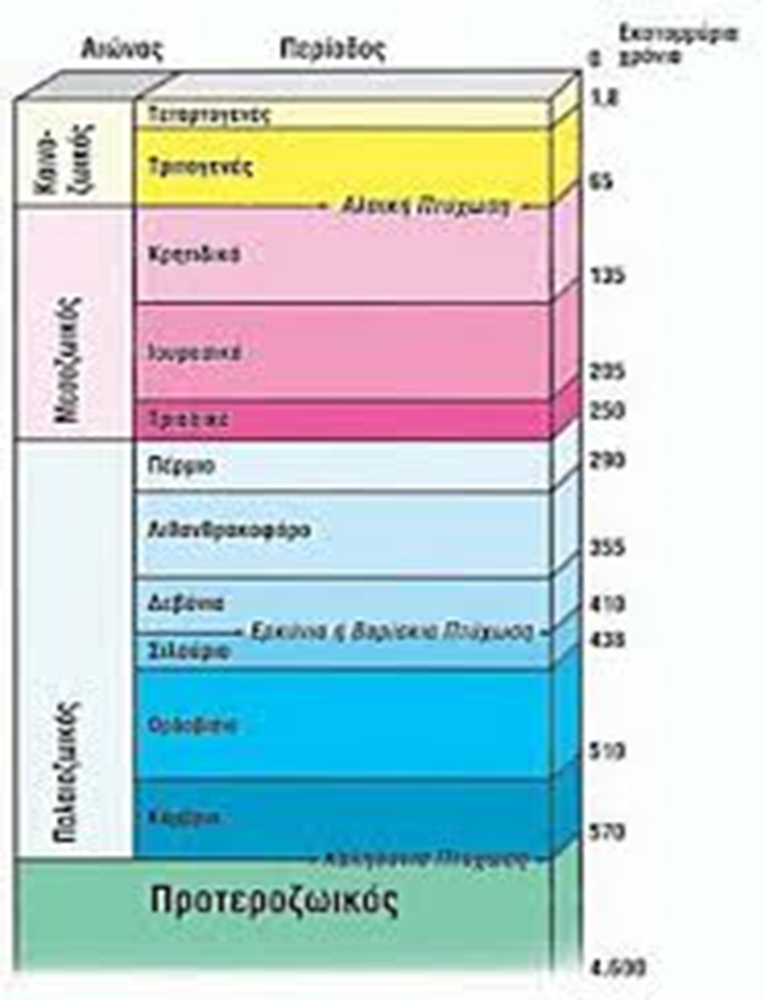 Αιώνας
Περίοδος
Εκατομμύρια
χρόνια
0
1.8
Καινο-
ζωικός
Τεταρτογενές
Τριτογενές
65
Αλπική Πτύχωση
Μεσοζωικός
Κρητιδικό
135
Ιουρασικό
205
Τριαδικό
250
Παλαιοζωικός
Πέρμιο
290
Λιθανθρακοφόρο
355
Δεβόνιο
410
Ερκύνια ή Βαρίσκια Πτύχωση
438
Σιλούριο
Ορδοβίσιο
510
Κάμβριο
570
Πτύχωση
Προτεροζωικός
4.600